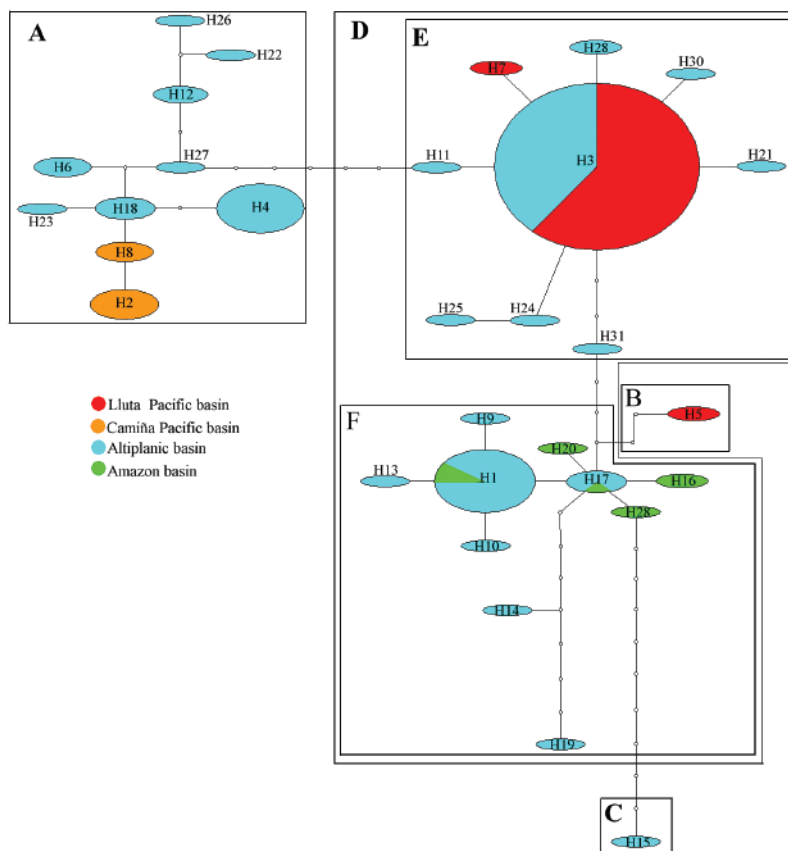 A
H26
H22
H12
H6
H27
H23
H18
H4
H8
H2
D
E
H28
H7
H30
H11
H3
H21
H25
H24
H31
B
H5
Lluta Pacific basin
Camiña Pacific basin
Altiplanic basin
Amazon basin
F
H9
H20
H13
H1
H17
H16
H28
H10
H14
H19
C
H15